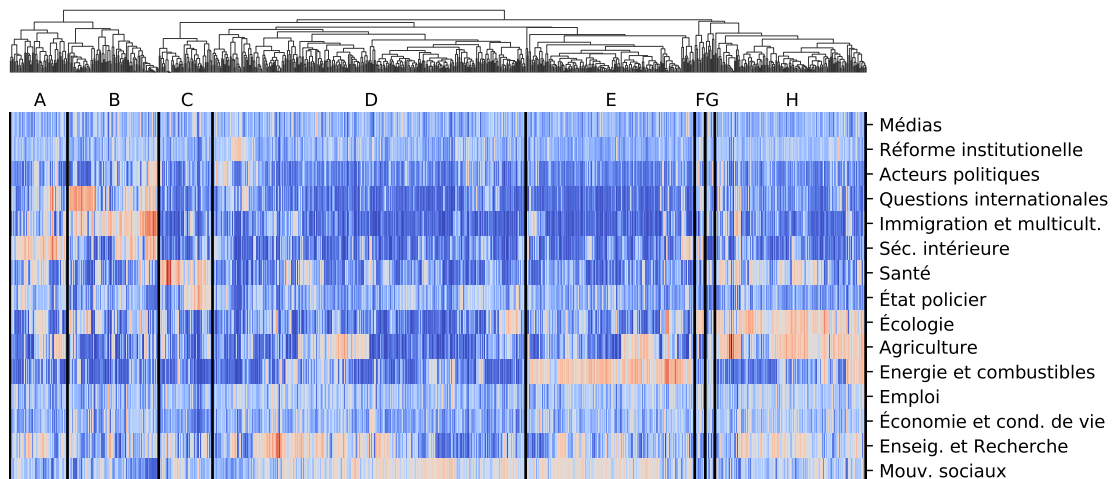 A B C D E FG H
Médias
Réforme institutionelle
Acteurs politiques
Questions internationales
Immigration et multicult.
Séc. intérieure
Santé
État policier
Écologie
Agriculture
Energie et combustibles
Emploi
Économie et cond. de vie
Enseig. et Recherche
Mouv. sociaux